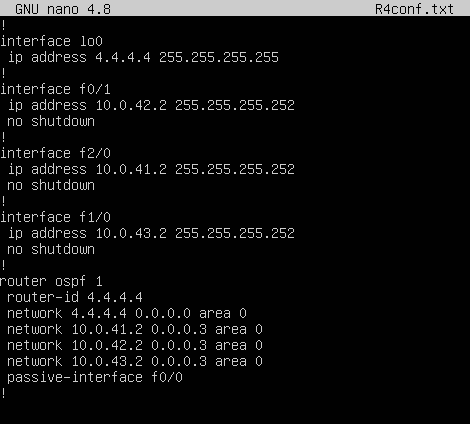 GNU nano 4.8 R4conf.txt
!
interface lo0
 ip address 4.4.4.4 255.255.255.255
!
interface f0/1
 ip address 10.0.42.2 255.255.255.252
 no shutdown
!
interface f2/0
 ip address 10.0.41.2 255.255.255.252
 no shutdown
!
interface f1/0
 ip address 10.0.43.2 255.255.255.252
 no shutdown
!
router ospf 1
 router-id 4.4.4.4
 network 4.4.4.4 0.0.0.0 area 0
 network 10.0.41.2 0.0.0.3 area 0
 network 10.0.42.2 0.0.0.3 area 0
 network 10.0.43.2 0.0.0.3 area 0
 passive-interface f0/0
!